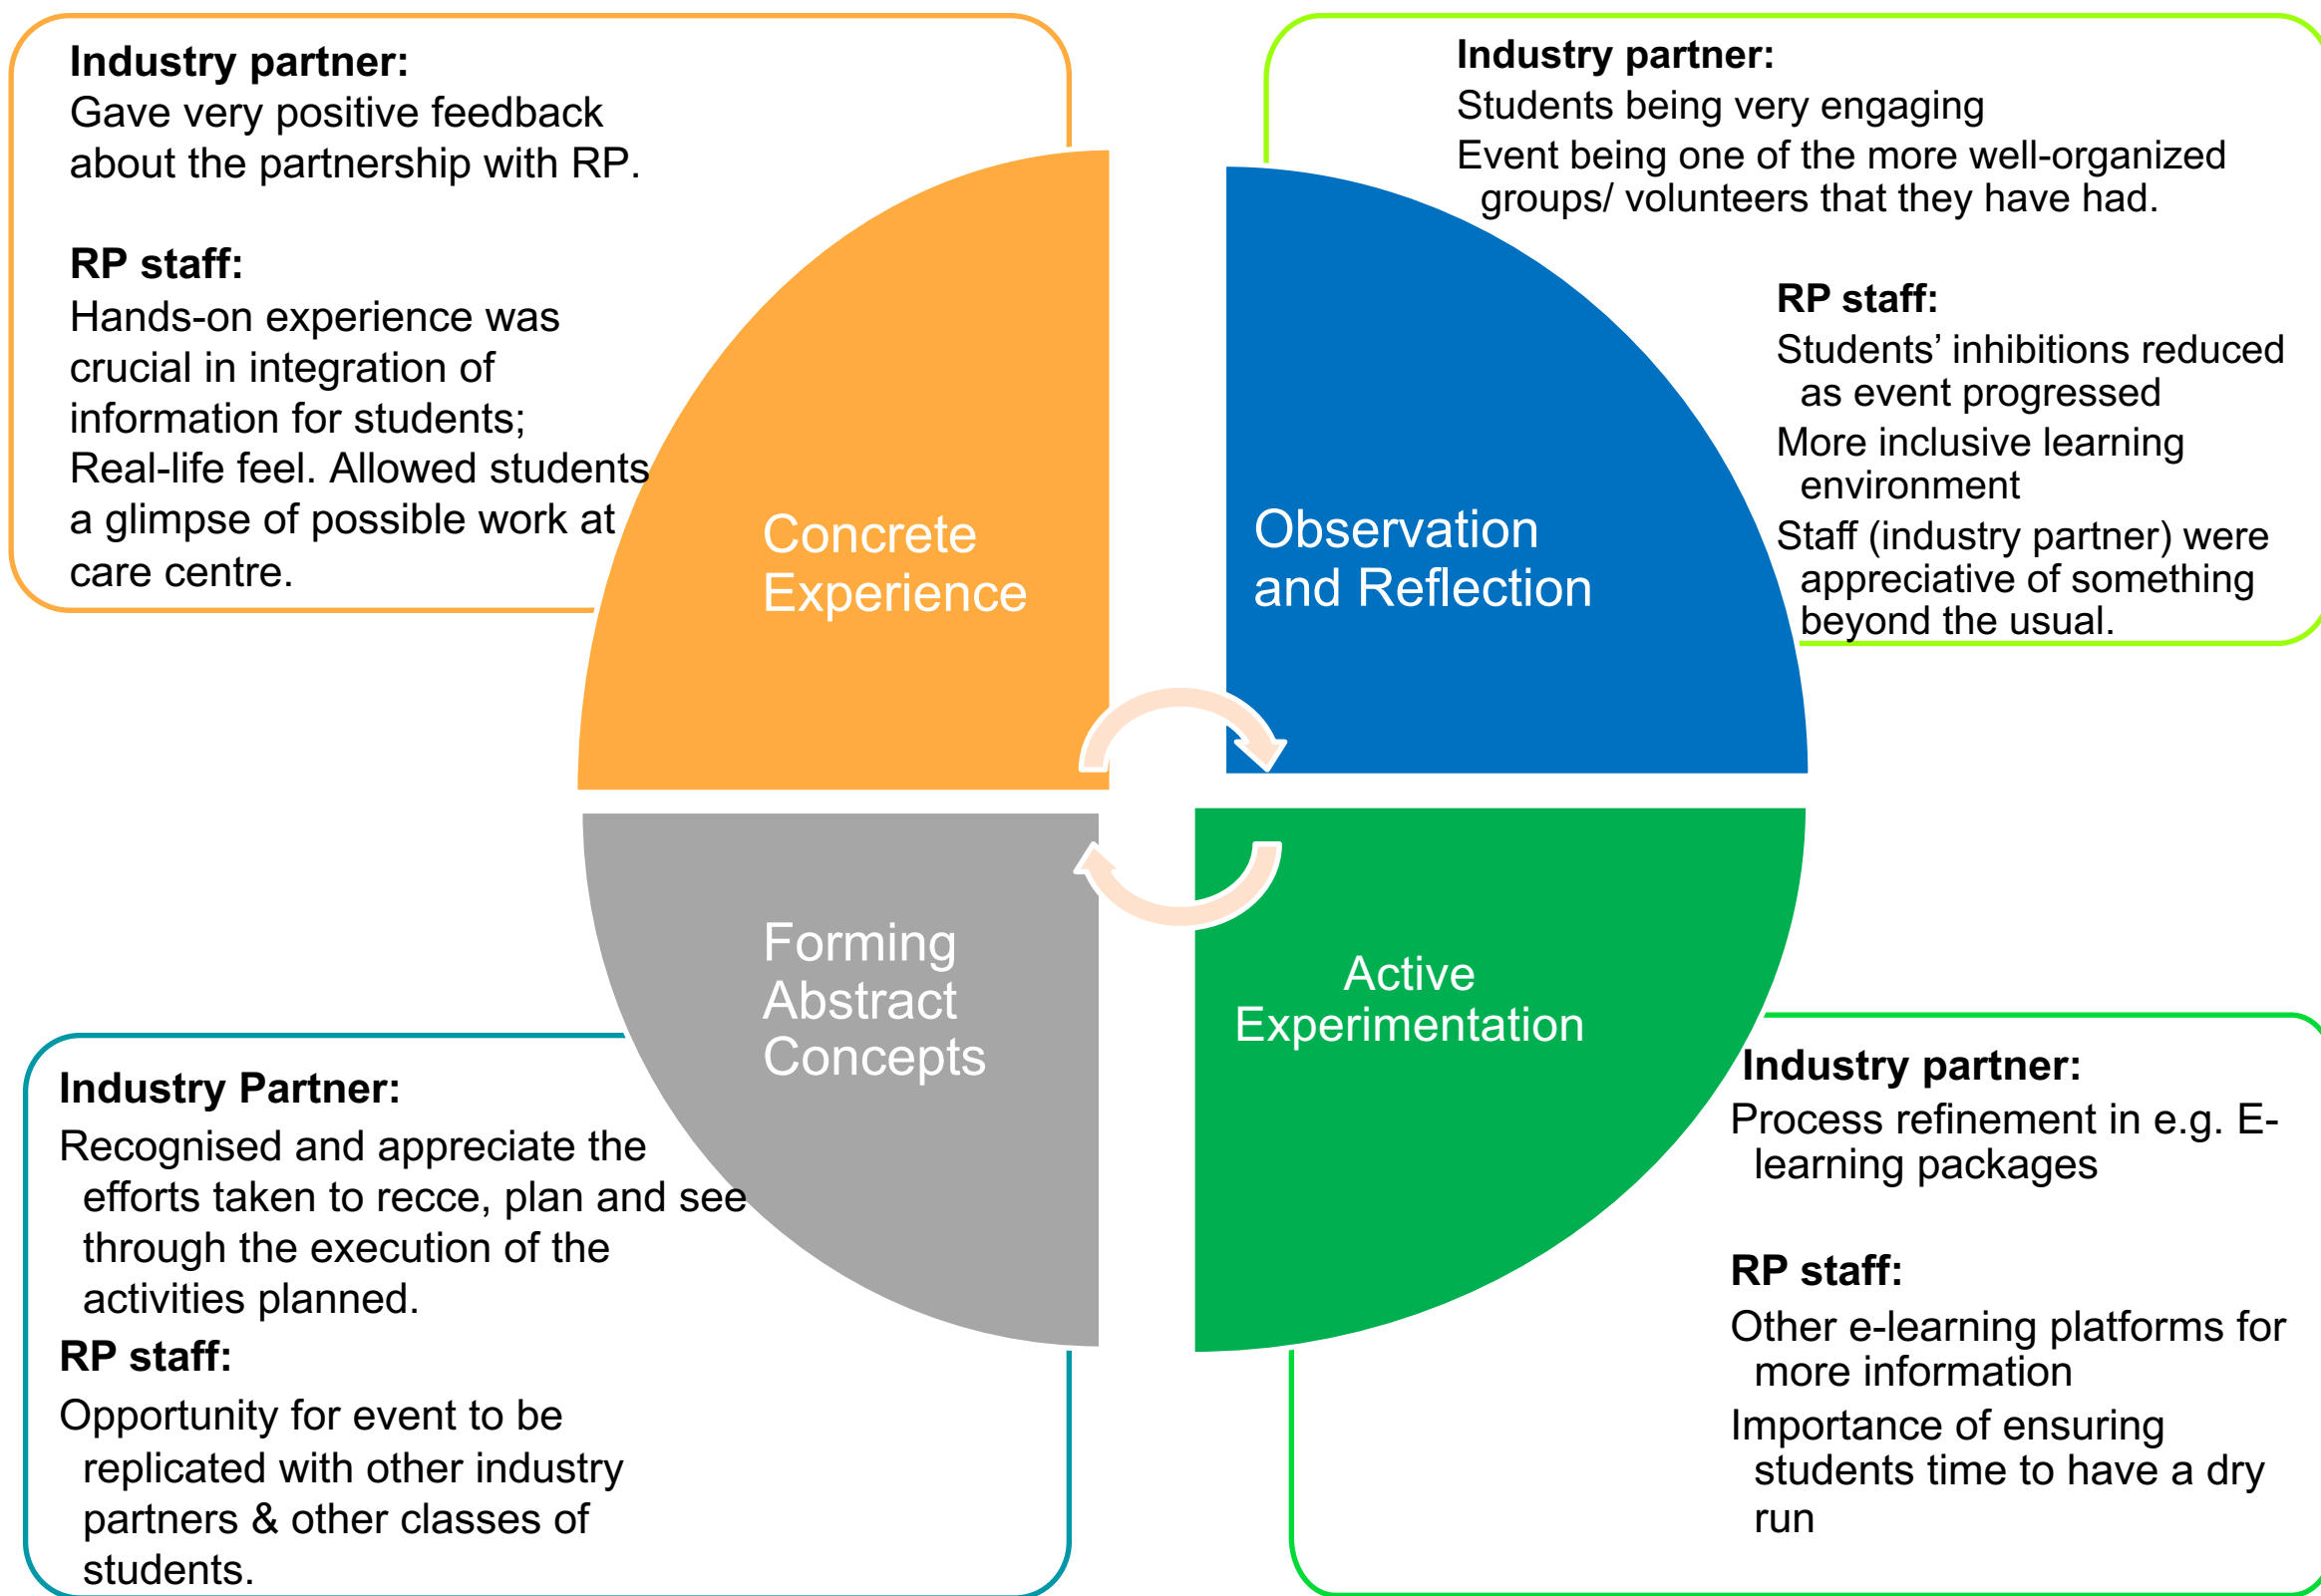 Industry partner:
Gave very positive feedback
about the partnership with RP.
RP staff:
Hands-on experience was
crucial in integration of
information for students;
Real-life feel. Allowed students
a glimpse of possible work at
care centre.
Industry partner:
Students being very engaging
Event being one of the more well-organized
groups/ volunteers that they have had.
RP staff:
Students’ inhibitions reduced
as event progressed
More inclusive learning
environment
Staff (industry partner) were
appreciative of something
beyond the usual.
Concrete
Experience
Observation
and Reflection
Forming
Abstract
Concepts
Active
Experimentation
Industry Partner:
Recognised and appreciate the
efforts taken to recce, plan and see
through the execution of the
activities planned.
RP staff:
Opportunity for event to be
replicated with other industry
partners & other classes of
students.
Industry partner:
Process refinement in e.g. E-
learning packages
RP staff:
Other e-learning platforms for
more information
Importance of ensuring
students time to have a dry
run